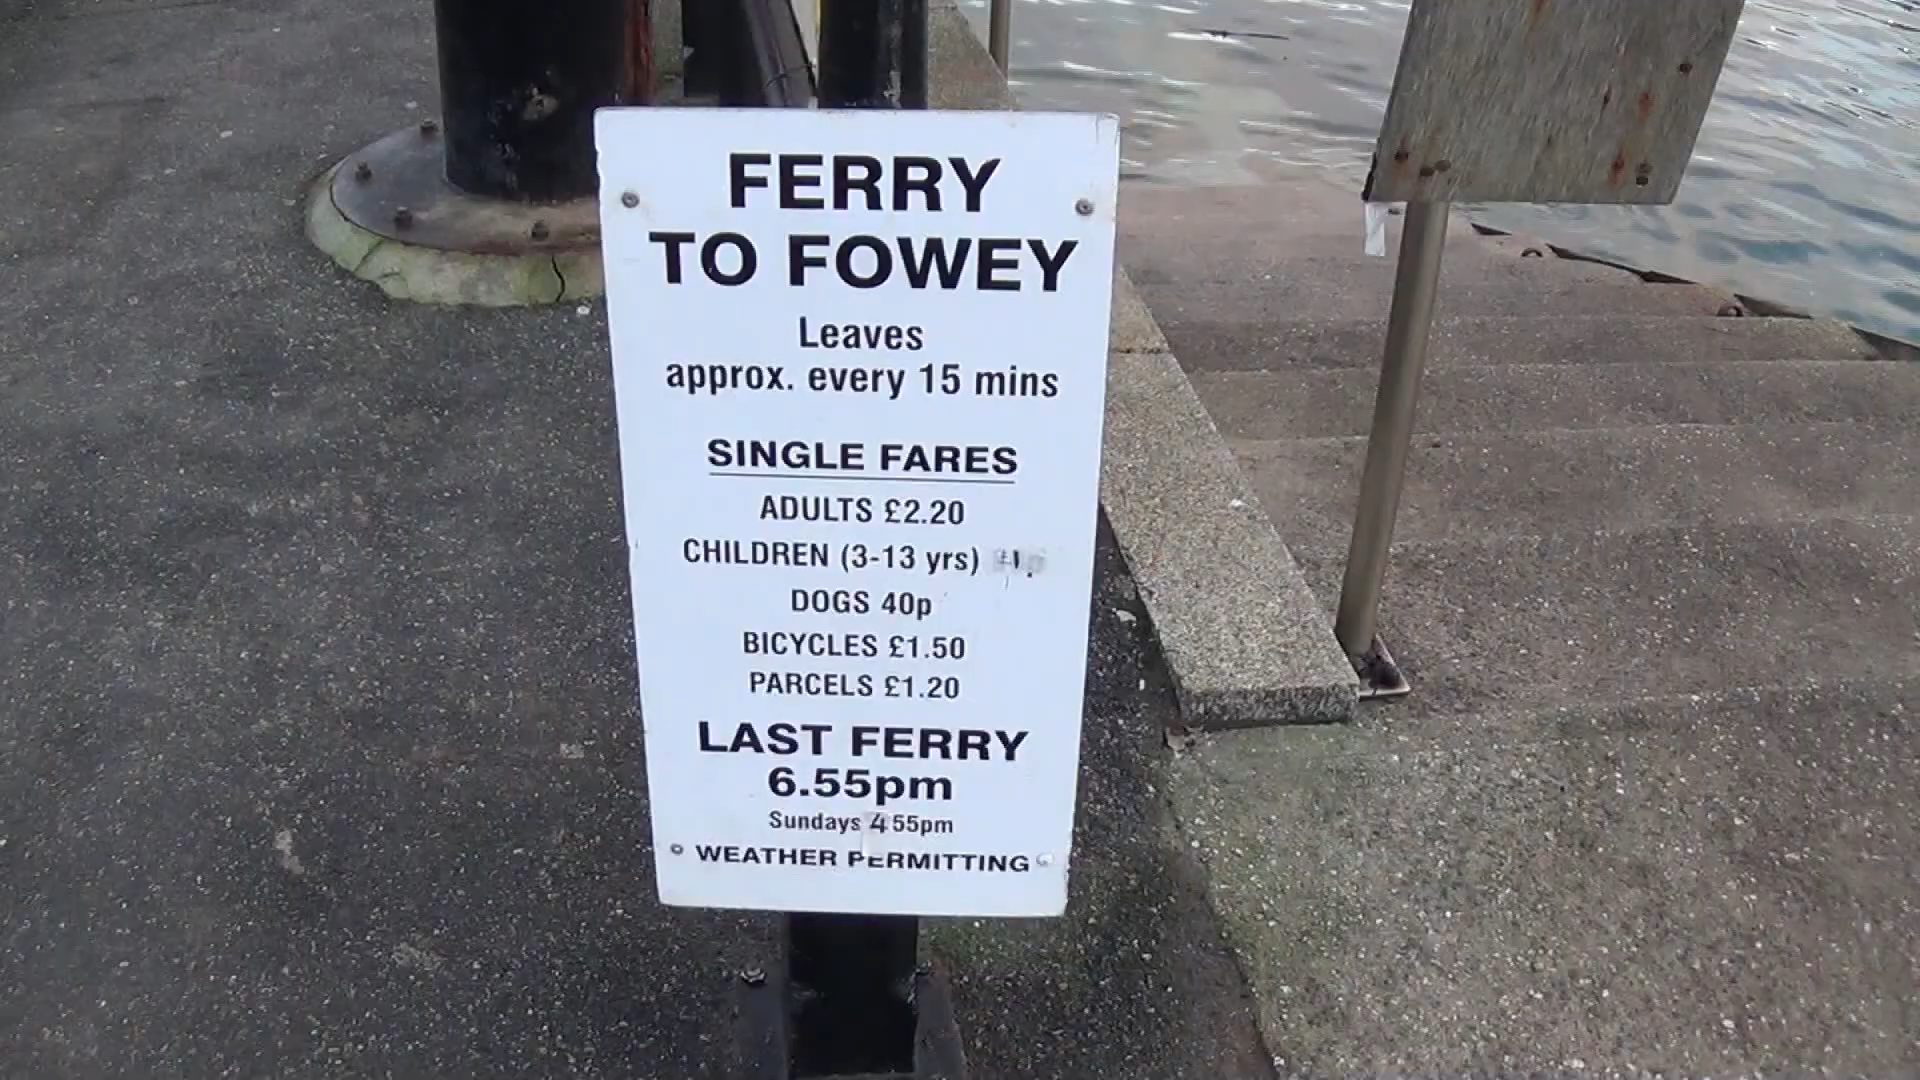 FERRY
TO FOWEY
Leaves
approx. every 15 mins
SINGLE FARES
ADULTS £2.20
CHILDREN (3-13 yrs)
DOGS 40p
BICYCLES £1.50
PARCELS £1.20
LAST FERRY
6.55pm
Sundays 4 55pm
WEATHER PERMITTING